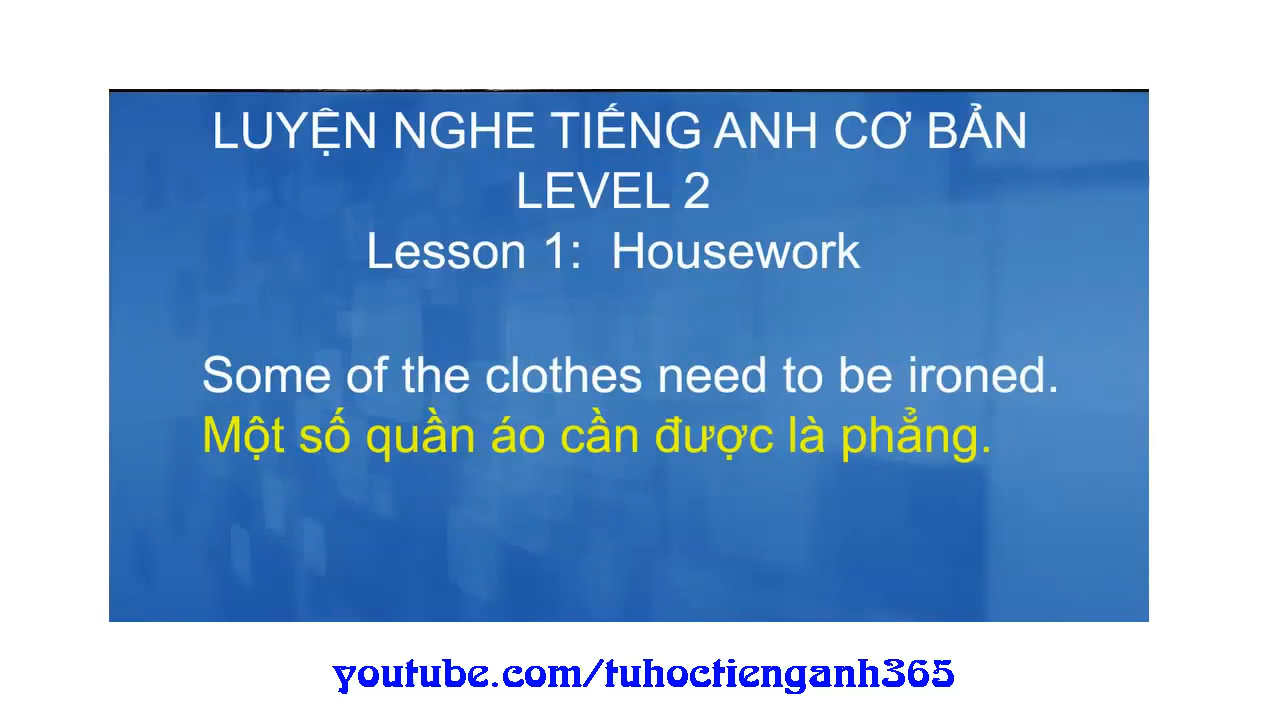 LUYỆN NGHE TIẾNG ANH CƠ BẢN
LEVEL 2
Lesson 1:  Housework
Some of the clothes need to be ironed.
Một số quần áo cần được là phẳng.
youtube.com/tuhoctienganh365